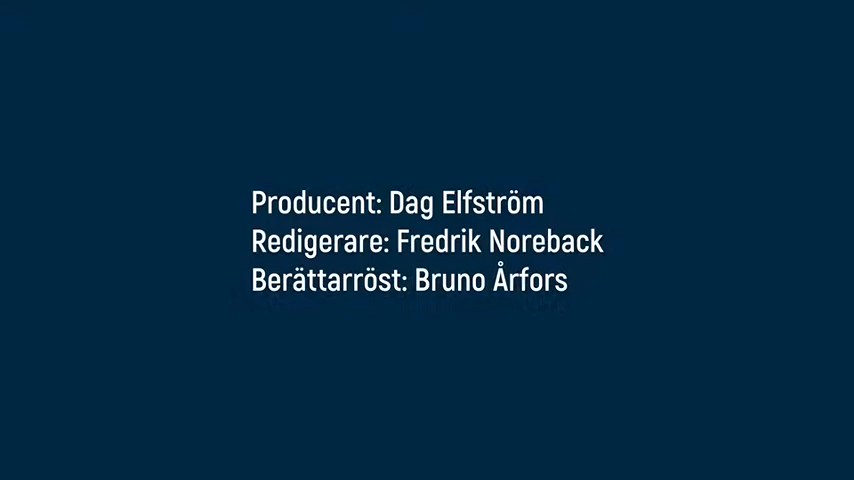 Producent: Dag Elfström
Redigerare: Fredrik Noreback
Berättarröst: Bruno Årfors